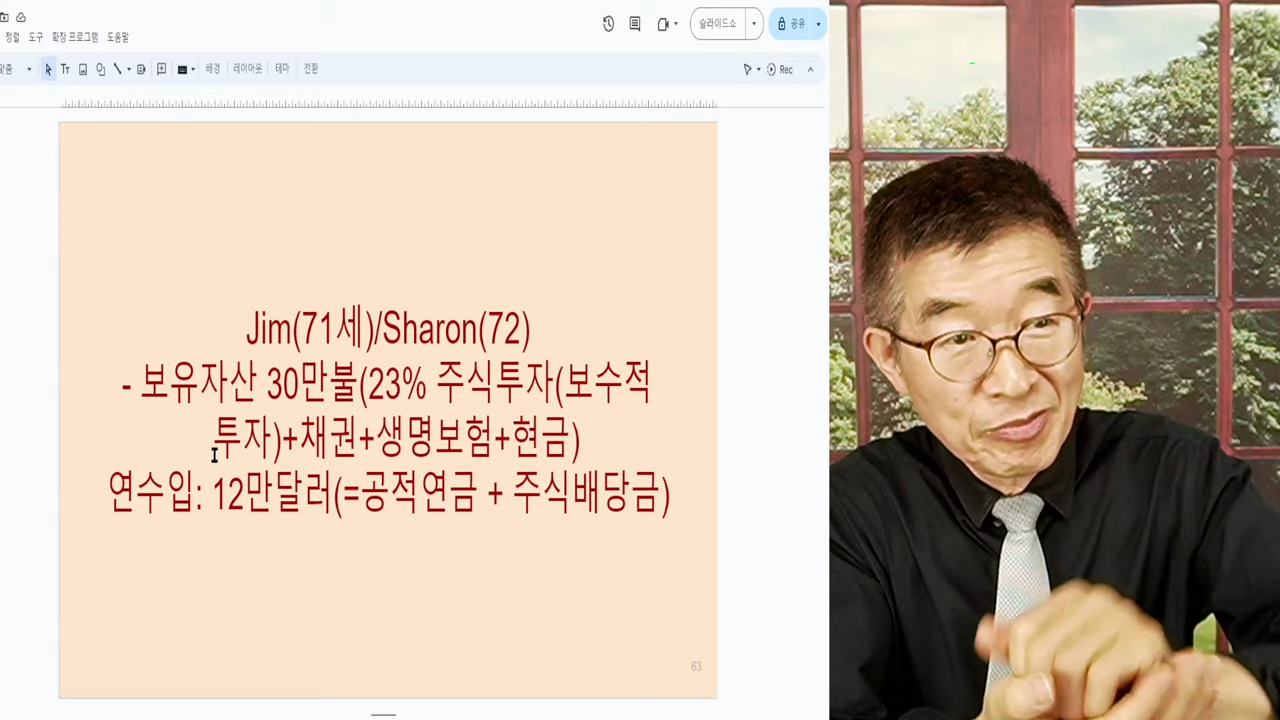 정렬 도구 확장 프로그램 도움말
슬라이드쇼
공유
맞춤
배경 레이아웃 테마 전환
Rec
Jim(71세)/Sharon(72)
- 보유자산 30만불(23% 주식투자(보수적
투자)+채권+생명보험+현금)
연수입: 12만달러(=공적연금 + 주식배당금)
63